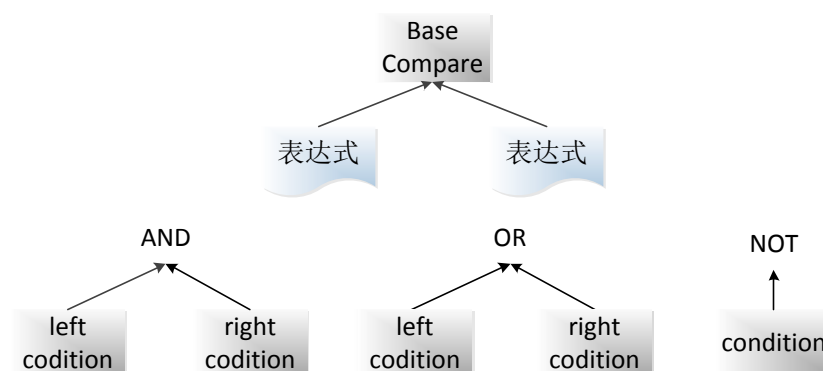 Base
Compare
表达式
表达式
AND
OR
NOT
left
codition
right
codition
left
codition
right
codition
condition